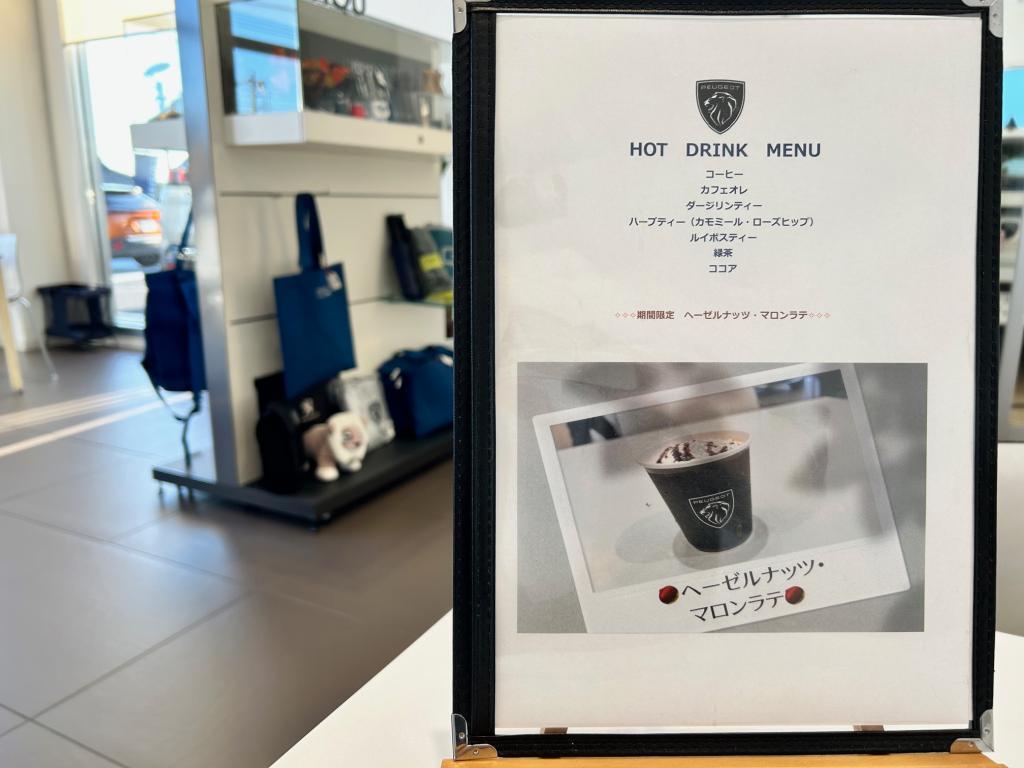 PEUGEOT
HOT DRINK MENU
コーヒー
カフェオレ
ダージリンティー
ハーブティー（カモミール・ローズヒップ）
ルイボスティー
緑茶
ココア
✧✧✧期間限定 ヘーゼルナッツ・マロンラテ✧✧✧
PEUGEOT
ヘーゼルナッツ・
マロンラテ